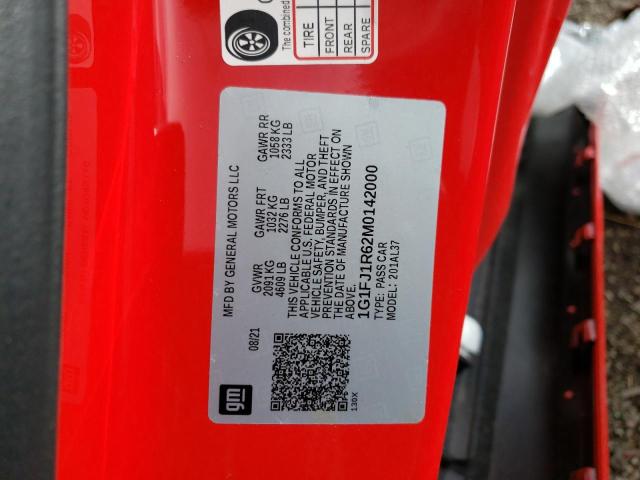 The combined
TIRE
FRONT
REAR
SPARE
gm
MFD BY GENERAL MOTORS LLC
08/21
GVWR GAWR FRT GAWR RR
2091 KG 1032 KG 1058 KG
4609 LB 2276 LB 2333 LB
THIS VEHICLE CONFORMS TO ALL
APPLICABLE U.S. FEDERAL MOTOR
VEHICLE SAFETY, BUMPER, AND THEFT
PREVENTION STANDARDS IN EFFECT ON
THE DATE OF MANUFACTURE SHOWN
ABOVE.
1G1FJ1R62M0142000
TYPE: PASS CAR
MODEL: 201AL37
130X